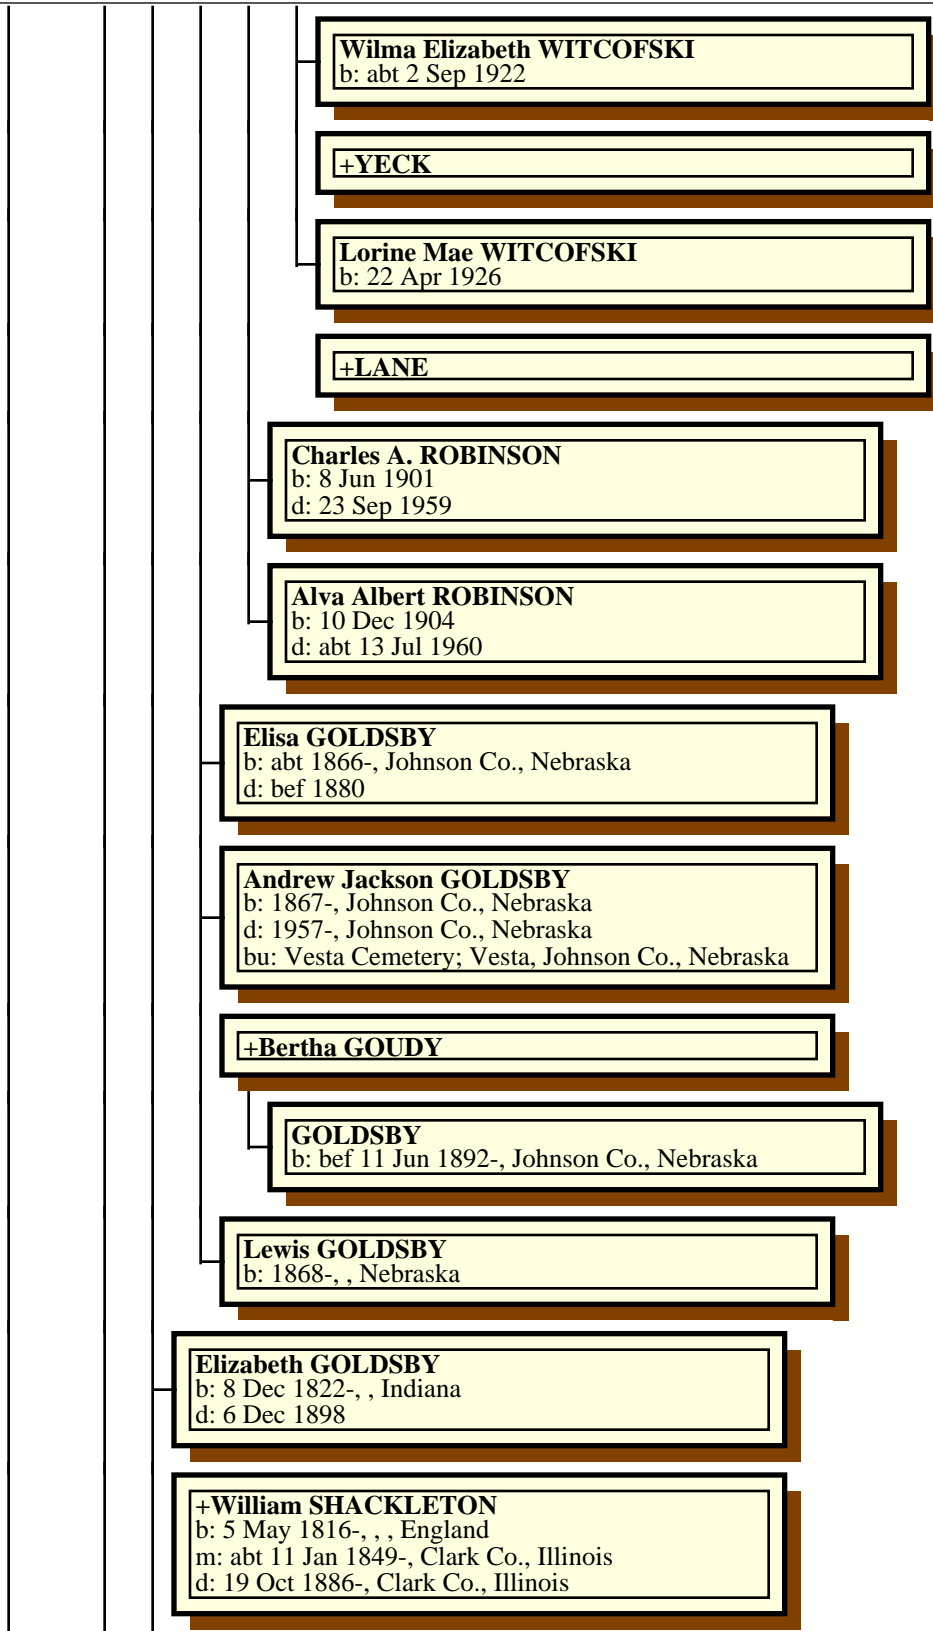 Wilma Elizabeth WITCOFSKI
b: abt 2 Sep 1922
+YECK
Lorine Mae WITCOFSKI
b: 22 Apr 1926
+LANE
Charles A. ROBINSON
b: 8 Jun 1901
d: 23 Sep 1959
Alva Albert ROBINSON
b: 10 Dec 1904
d: abt 13 Jul 1960
Elisa GOLDSBY
b: abt 1866-, Johnson Co., Nebraska
d: bef 1880
Andrew Jackson GOLDSBY
b: 1867-, Johnson Co., Nebraska
d: 1957-, Johnson Co., Nebraska
bu: Vesta Cemetery; Vesta, Johnson Co., Nebraska
+Bertha GOUDY
GOLDSBY
b: bef 11 Jun 1892-, Johnson Co., Nebraska
Lewis GOLDSBY
b: 1868-, , Nebraska
Elizabeth GOLDSBY
b: 8 Dec 1822-, , Indiana
d: 6 Dec 1898
+William SHACKLETON
b: 5 May 1816-, , , England
m: abt 11 Jan 1849-, Clark Co., Illinois
d: 19 Oct 1886-, Clark Co., Illinois